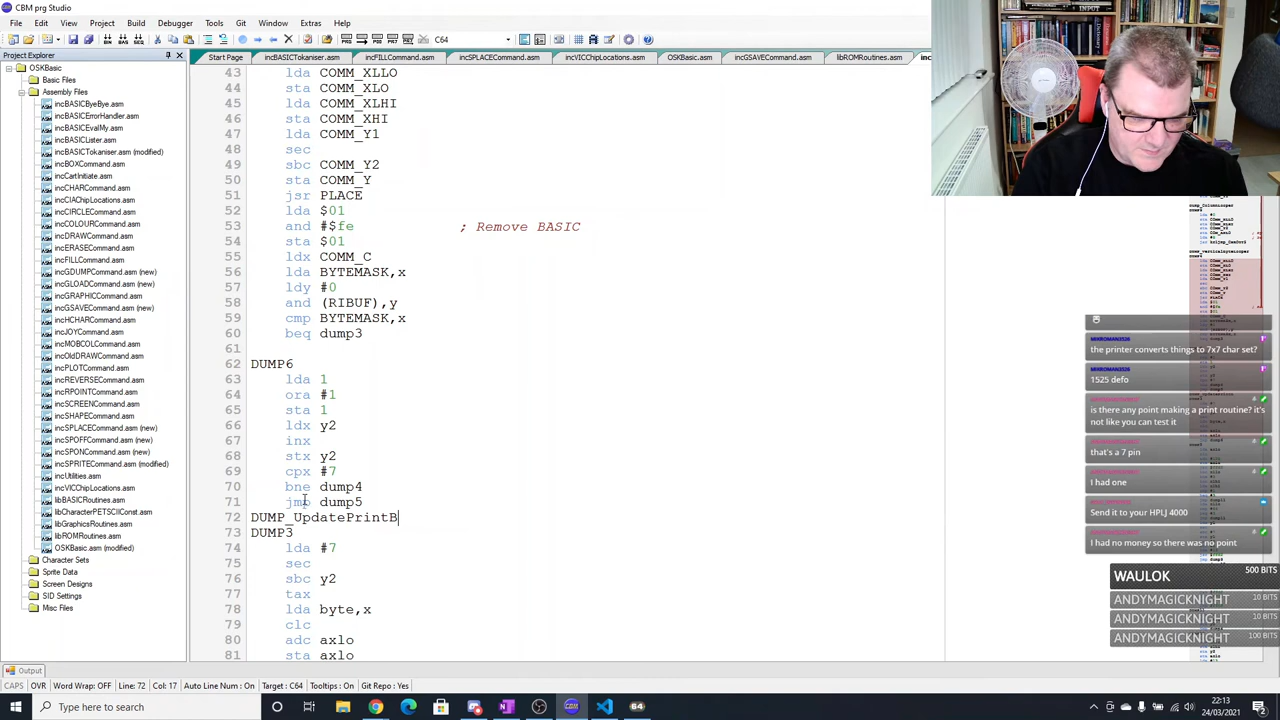 CBM prg Studio
File Edit View Project Build Debugger Tools Git Window Extras Help
C64
Project Explorer
Start Page incBASICTokaniser.asm incFILLCommand.asm incSPLACECommand.asm incVICChipLocations.asm OSKBasic.asm incGSAVECommand.asm libROMRoutines.asm inc
OSKBasic
Basic Files
Assembly Files
incBASICByeBye.asm
incBASICErrorHandler.asm
incBASICEvalMy.asm
incBASICLister.asm
incBASICTokaniser.asm (modified)
incBOXCommand.asm
incCartInitiate.asm
incCHARCommand.asm
incCIAChipLocations.asm
incCIRCLECommand.asm
incCOLOURCommand.asm
incDRAWCommand.asm
incERASECommand.asm
incFILLCommand.asm
incGDUMPCommand.asm (new)
incGLOADCommand.asm (new)
incGRAPHICCommand.asm
incGSAVECommand.asm (new)
incHCHARCommand.asm
incJOYCommand.asm
incMOBCOLCommand.asm
incOldDRAWCommand.asm
incPLOTCommand.asm
incREVERSECommand.asm
incRPOINTCommand.asm
incSCREENCommand.asm
incSHAPECommand.asm
incSPLACECommand.asm (new)
incSPOFFCommand.asm (new)
incSPONCommand.asm (new)
incSPRITECommand.asm (modified)
incUtilities.asm
incVICChipLocations.asm
libBASICRoutines.asm
libCharacterPETSCIIConst.asm
libGraphicsRoutines.asm
libROMRoutines.asm
OSKBasic.asm (modified)
Character Sets
Sprite Data
Screen Designs
SID Settings
Misc Files
43 lda COMM_XLLO
44 sta COMM_XLO
45 lda COMM_XLHI
46 sta COMM_XHI
47 lda COMM_Y1
48 sec
49 sbc COMM_Y2
50 sta COMM_Y
51 jsr PLACE
52 lda $01
53 and #$fe ; Remove BASIC
54 sta $01
55 ldx COMM_C
56 lda BYTEMASK,x
57 ldy #0
58 and (RIBUF),y
59 cmp BYTEMASK,x
60 beq dump3
61
62 DUMP6
63 lda 1
64 ora #1
65 sta 1
66 ldx y2
67 inx
68 stx y2
69 cpx #7
70 bne dump4
71 jmp dump5
72 DUMP_UpdatePrintB
73 DUMP3
74 lda #7
75 sec
76 sbc y2
77 tax
78 lda byte,x
79 clc
80 adc axlo
81 sta axlo
the printer converts things to 7x7 char set?
1525 defo
is there any point making a print routine? it's
not like you can test it
that's a 7 pin
I had one
Send it to your HPLJ 4000
I had no money so there was no point
WAULOK 500 BITS
ANDYMAGICKNIGHT 10 BITS
ANDYMAGICKNIGHT 10 BITS
ANDYMAGICKNIGHT 100 BITS
Output
CAPS OVR Word Wrap: OFF Line: 72 Col: 17 Auto Line Num : On Target : C64 Tooltips : On Git Repo : Yes
Type here to search
22:13
24/03/2021